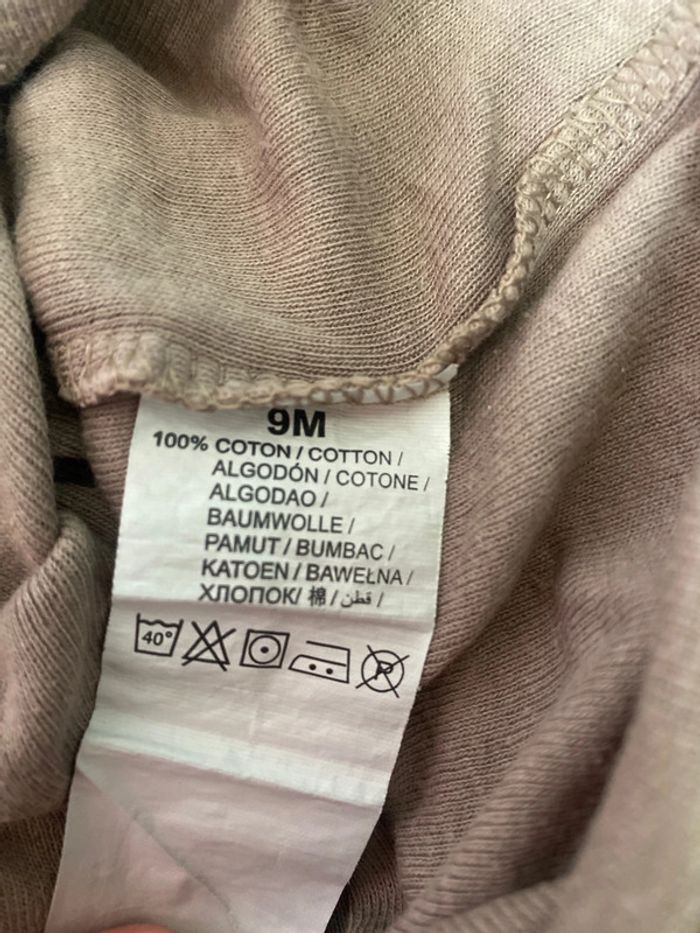 9M
100% COTON / COTTON /
ALGODÓN / COTONE /
ALGODAO /
BAUMWOLLE /
PAMUT / BUMBAC /
KATOEN / BAWEŁNA /
ХЛОПОК/ 棉 / قطن /
40° P